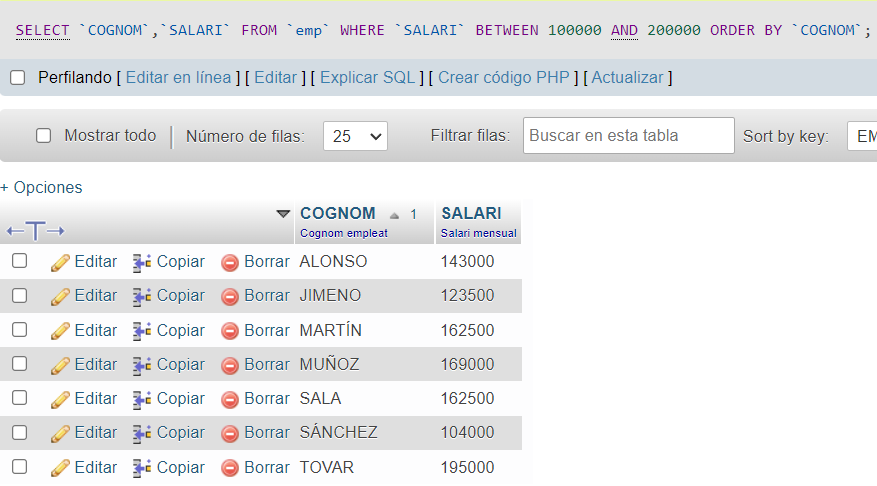 SELECT `COGNOM`,`SALARI` FROM `emp` WHERE `SALARI` BETWEEN 100000 AND 200000 ORDER BY `COGNOM`;
Perfilando [ Editar en línea ] [ Editar ] [ Explicar SQL ] [ Crear código PHP ] [ Actualizar ]
Mostrar todo | Número de filas: 25 Filtrar filas: Buscar en esta tabla Sort by key: EM
+ Opciones
←T→ COGNOM 1 SALARI
Cognom empleat Salari mensual
Editar Copiar Borrar ALONSO 143000
Editar Copiar Borrar JIMENO 123500
Editar Copiar Borrar MARTÍN 162500
Editar Copiar Borrar MUÑOZ 169000
Editar Copiar Borrar SALA 162500
Editar Copiar Borrar SÁNCHEZ 104000
Editar Copiar Borrar TOVAR 195000